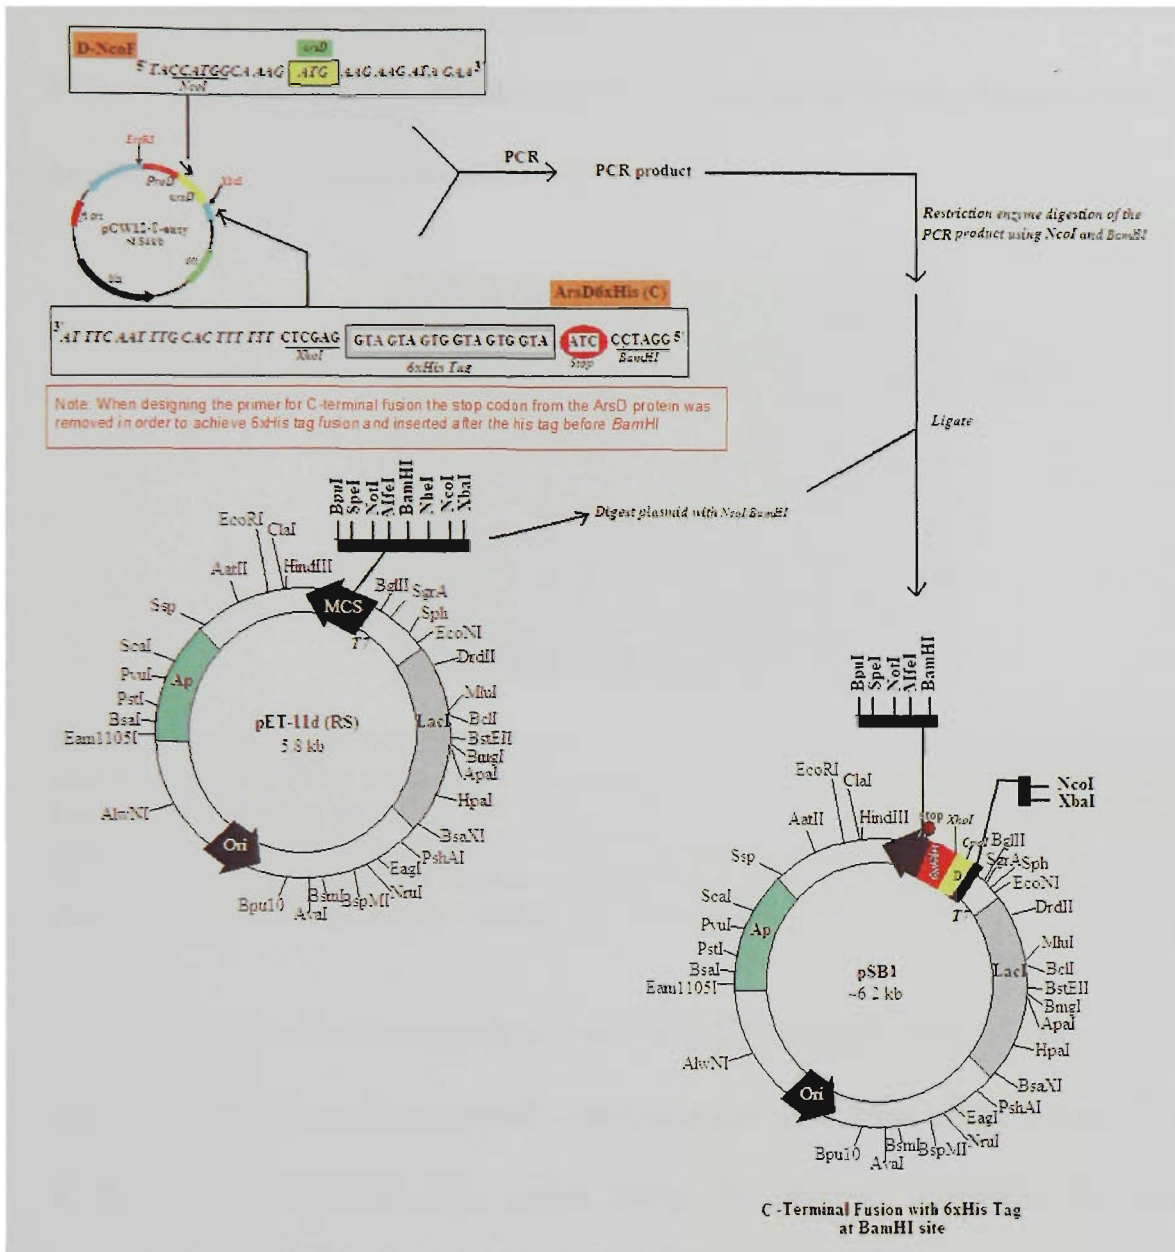 D-NcoF
arsD
5' TACCATGGCA AAG ATG AAGAAGATAGAA 3'
NcoI
EcoRI
ProD
arsD
XbaI
PCR
PCR product
Restriction enzyme digestion of the
PCR product using NcoI and BamHI
ArsD6xHis (C)
3' AT TTC AAT TTG CAC TTT TTT CTCGAG GTA GTA GTG GTA GTG GTA ATC CCTAGG 5'
XhoI
6xHis Tag
Stop
BamHI
Note: When designing the primer for C-terminal fusion the stop codon from the ArsD protein was
removed in order to achieve 6xHis tag fusion and inserted after the his tag before BamHI
Ligate
BpuI
SpeI
NotI
MfeI
BamHI
NheI
NcoI
XbaI
Digest plasmid with NcoI BamHI
EcoRI
ClaI
HindIII
AatII
Ssp
ScaI
PvuI
PstI
BsaI
Eam1105I
AlwNI
Ap
MCS
T7
BglII
SgrA
Sph
EcoNI
DrdII
MluI
BclI
BstEII
BmgI
ApaI
HpaI
BsaXI
PshAI
NruI
EagI
BspMI
BsmI
AvaI
Bpu10
Ori
LacI
pET-11d (RS)
5.8 kb
BpuI
SpeI
NotI
MfeI
BamHI
NcoI
XbaI
EcoRI
ClaI
HindIII
stop
XhoI
6xHis
D
T7
AatII
Ssp
ScaI
PvuI
PstI
BsaI
Eam1105I
AlwNI
Ap
BglII
SgrA
Sph
EcoNI
DrdII
MluI
BclI
BstEII
BmgI
ApaI
HpaI
BsaXI
PshAI
NruI
EagI
BspMI
BsmI
AvaI
Bpu10
Ori
LacI
pSB1
~6.2 kb
C-Terminal Fusion with 6xHis Tag
at BamHI site